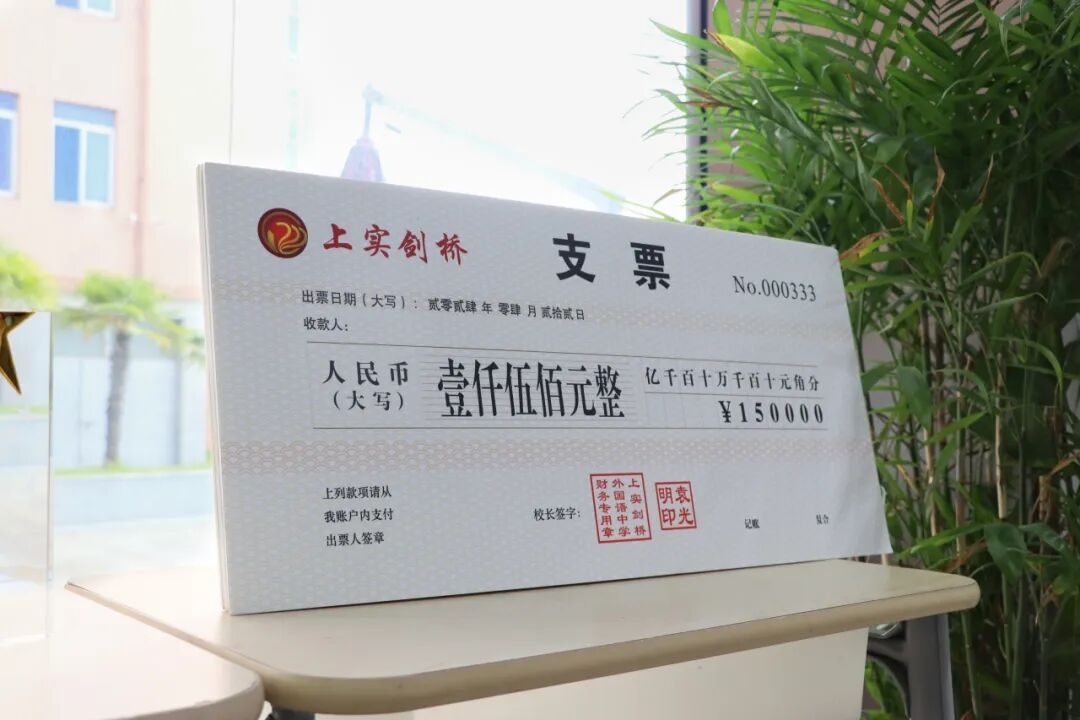 上实剑桥
支票
No.000333
出票日期（大写）：贰零贰肆 年 零肆 月 贰拾贰日
收款人：
人民币
（大写）
壹仟伍佰元整
亿千百十万千百十元角分
¥150000
上列款项请从
我账户内支付
出票人签章
校长签字：
上实剑桥
外国语中学
财务专用章
袁光
明印
记账
复合